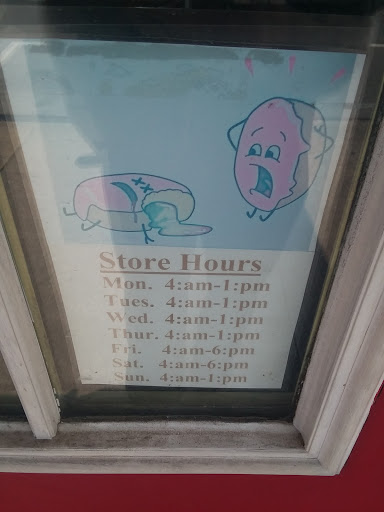 Store Hours
Mon. 4:am-1:pm
Tues. 4:am-1:pm
Wed. 4:am-1:pm
Thur. 4:am-1:pm
Fri. 4:am-6:pm
Sat. 4:am-6:pm
Sun. 4:am-1:pm